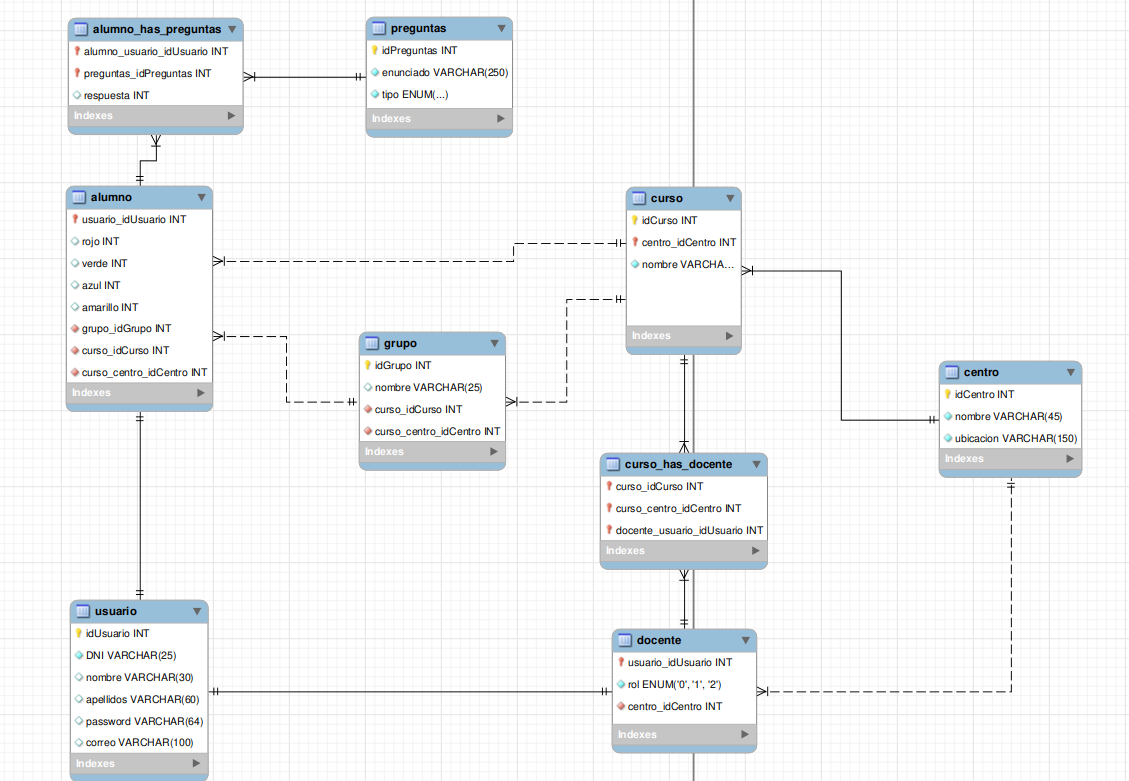 alumno_has_preguntas
alumno_usuario_idUsuario INT
preguntas_idPreguntas INT
respuesta INT
Indexes
preguntas
idPreguntas INT
enunciado VARCHAR(250)
tipo ENUM(...)
Indexes
alumno
usuario_idUsuario INT
rojo INT
verde INT
azul INT
amarillo INT
grupo_idGrupo INT
curso_idCurso INT
curso_centro_idCentro INT
Indexes
curso
idCurso INT
centro_idCentro INT
nombre VARCHA...
Indexes
grupo
idGrupo INT
nombre VARCHAR(25)
curso_idCurso INT
curso_centro_idCentro INT
Indexes
centro
idCentro INT
nombre VARCHAR(45)
ubicacion VARCHAR(150)
Indexes
curso_has_docente
curso_idCurso INT
curso_centro_idCentro INT
docente_usuario_idUsuario INT
Indexes
usuario
idUsuario INT
DNI VARCHAR(25)
nombre VARCHAR(30)
apellidos VARCHAR(60)
password VARCHAR(64)
correo VARCHAR(100)
Indexes
docente
usuario_idUsuario INT
rol ENUM('0', '1', '2')
centro_idCentro INT
Indexes